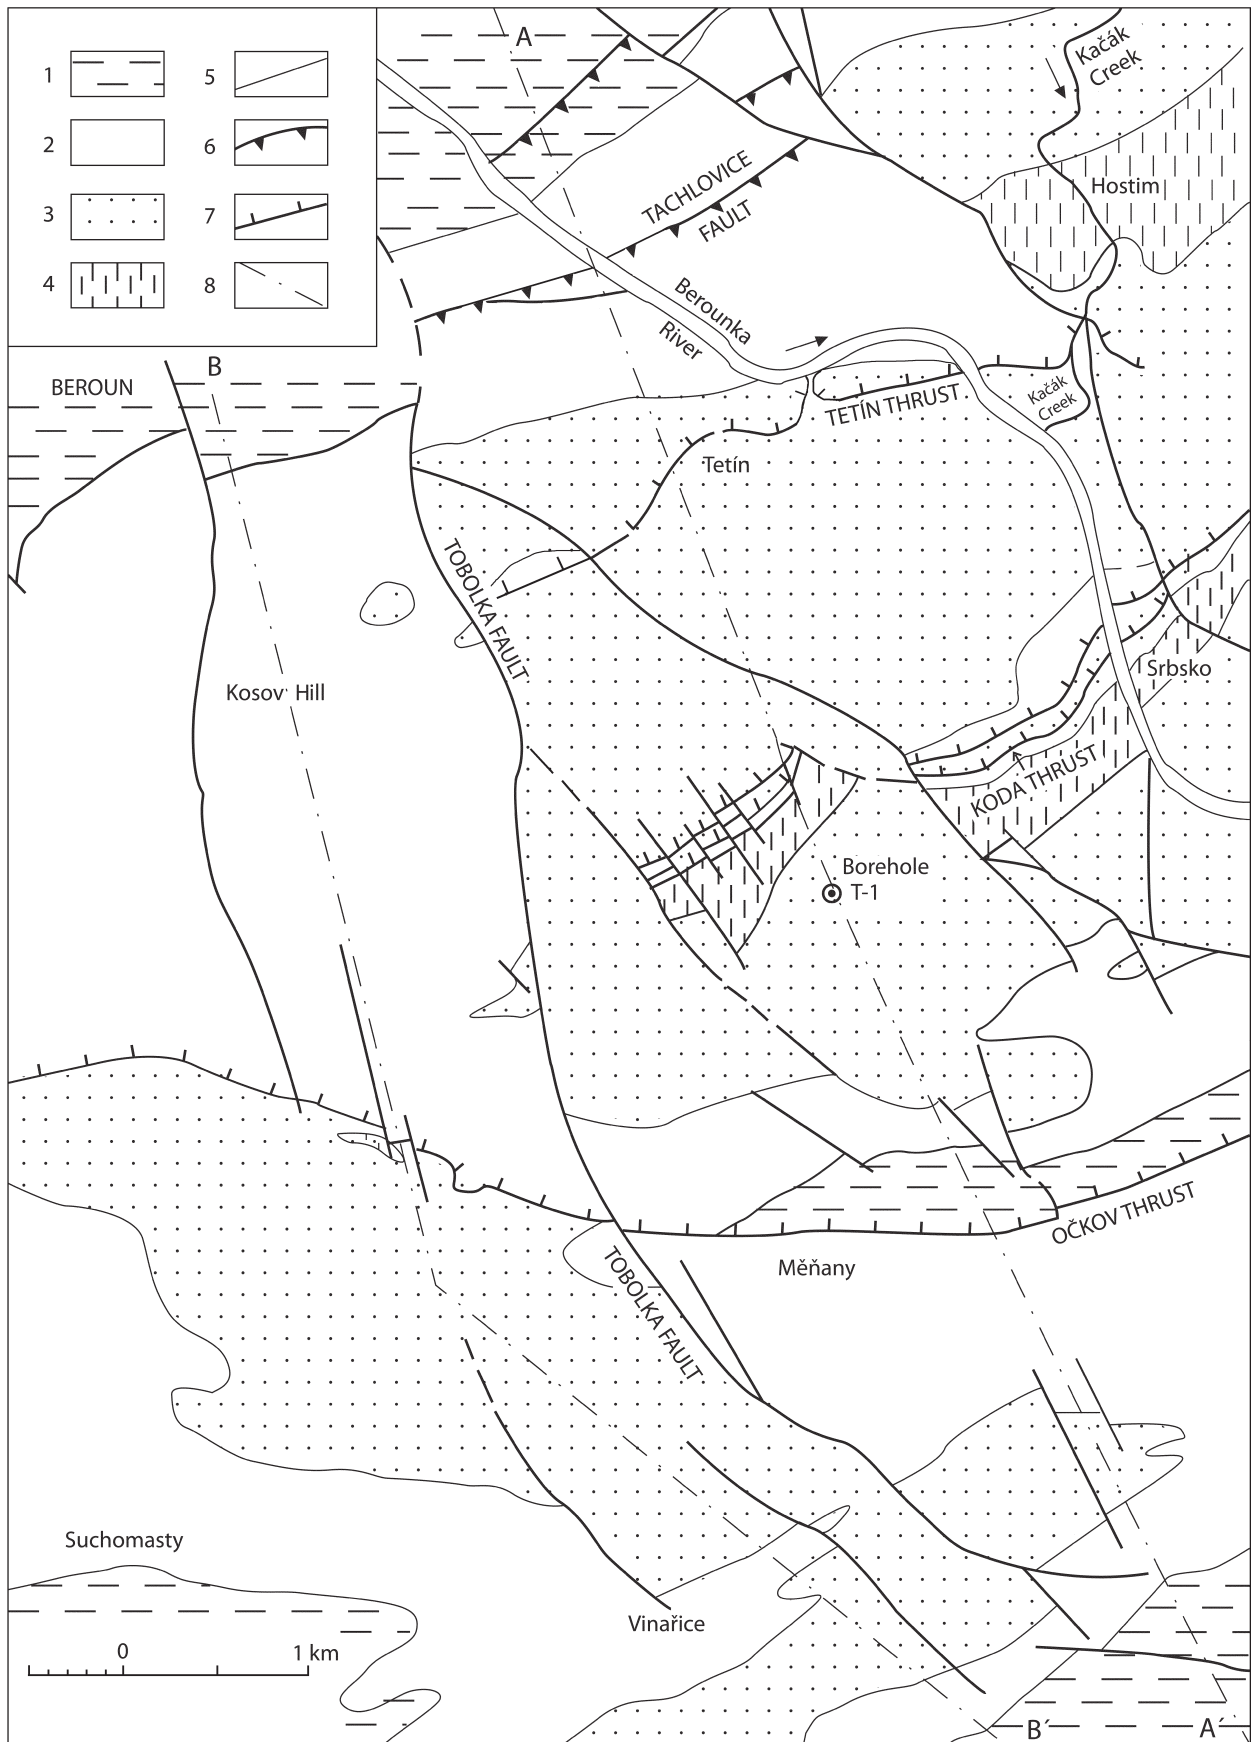 1
2
3
4
5
6
7
8
A
Kačák
Creek
Hostim
TACHLOVICE
FAULT
Berounka
River
B
BEROUN
Kačák
Creek
TETÍN THRUST
Tetín
TOBOLKA FAULT
Kosov Hill
Srbsko
KODA THRUST
Borehole
T-1
OČKOV THRUST
Měňany
TOBOLKA FAULT
Suchomasty
Vinařice
0
1 km
B´
A´